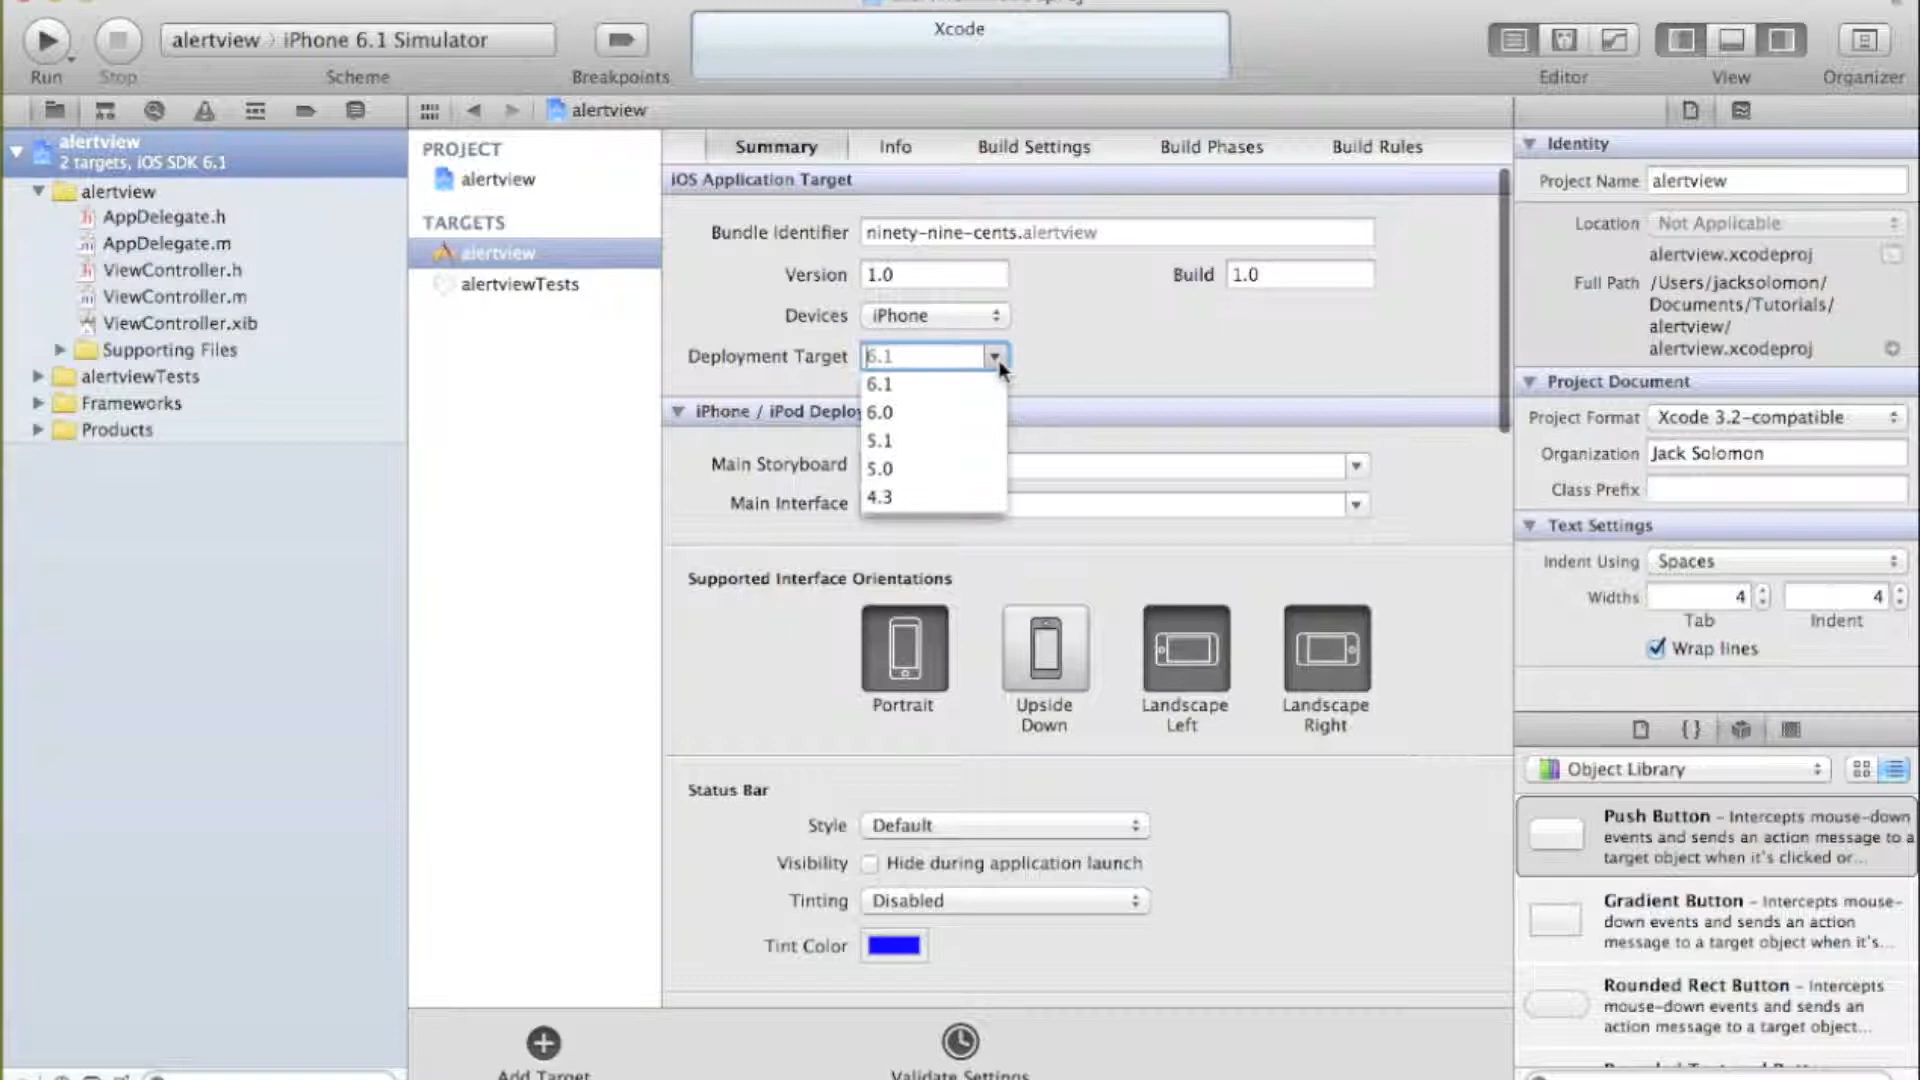 Xcode
alertview 〉 iPhone 6.1 Simulator
Run
Stop
Scheme
Breakpoints
Editor
View
Organizer
alertview
2 targets, iOS SDK 6.1
alertview
AppDelegate.h
AppDelegate.m
ViewController.h
ViewController.m
ViewController.xib
Supporting Files
alertviewTests
Frameworks
Products
alertview
PROJECT
alertview
TARGETS
alertview
alertviewTests
Summary
Info
Build Settings
Build Phases
Build Rules
iOS Application Target
Bundle Identifier ninety-nine-cents.alertview
Version 1.0
Build 1.0
Devices iPhone
Deployment Target 6.1
6.1
6.0
5.1
5.0
4.3
iPhone / iPod Deploy
Main Storyboard
Main Interface
Supported Interface Orientations
Portrait
Upside
Down
Landscape
Left
Landscape
Right
Status Bar
Style Default
Visibility Hide during application launch
Tinting Disabled
Tint Color
Add Target
Validate Settings
Identity
Project Name alertview
Location Not Applicable
alertview.xcodeproj
Full Path /Users/jacksolomon/
Documents/Tutorials/
alertview/
alertview.xcodeproj
Project Document
Project Format Xcode 3.2-compatible
Organization Jack Solomon
Class Prefix
Text Settings
Indent Using Spaces
Widths 4 4
Tab Indent
Wrap lines
{}
Object Library
Push Button – Intercepts mouse-down
events and sends an action message to a
target object when it's clicked or...
Gradient Button – Intercepts mouse-
down events and sends an action
message to a target object when it's...
Rounded Rect Button – Intercepts
mouse-down events and sends an
action message to a target object...